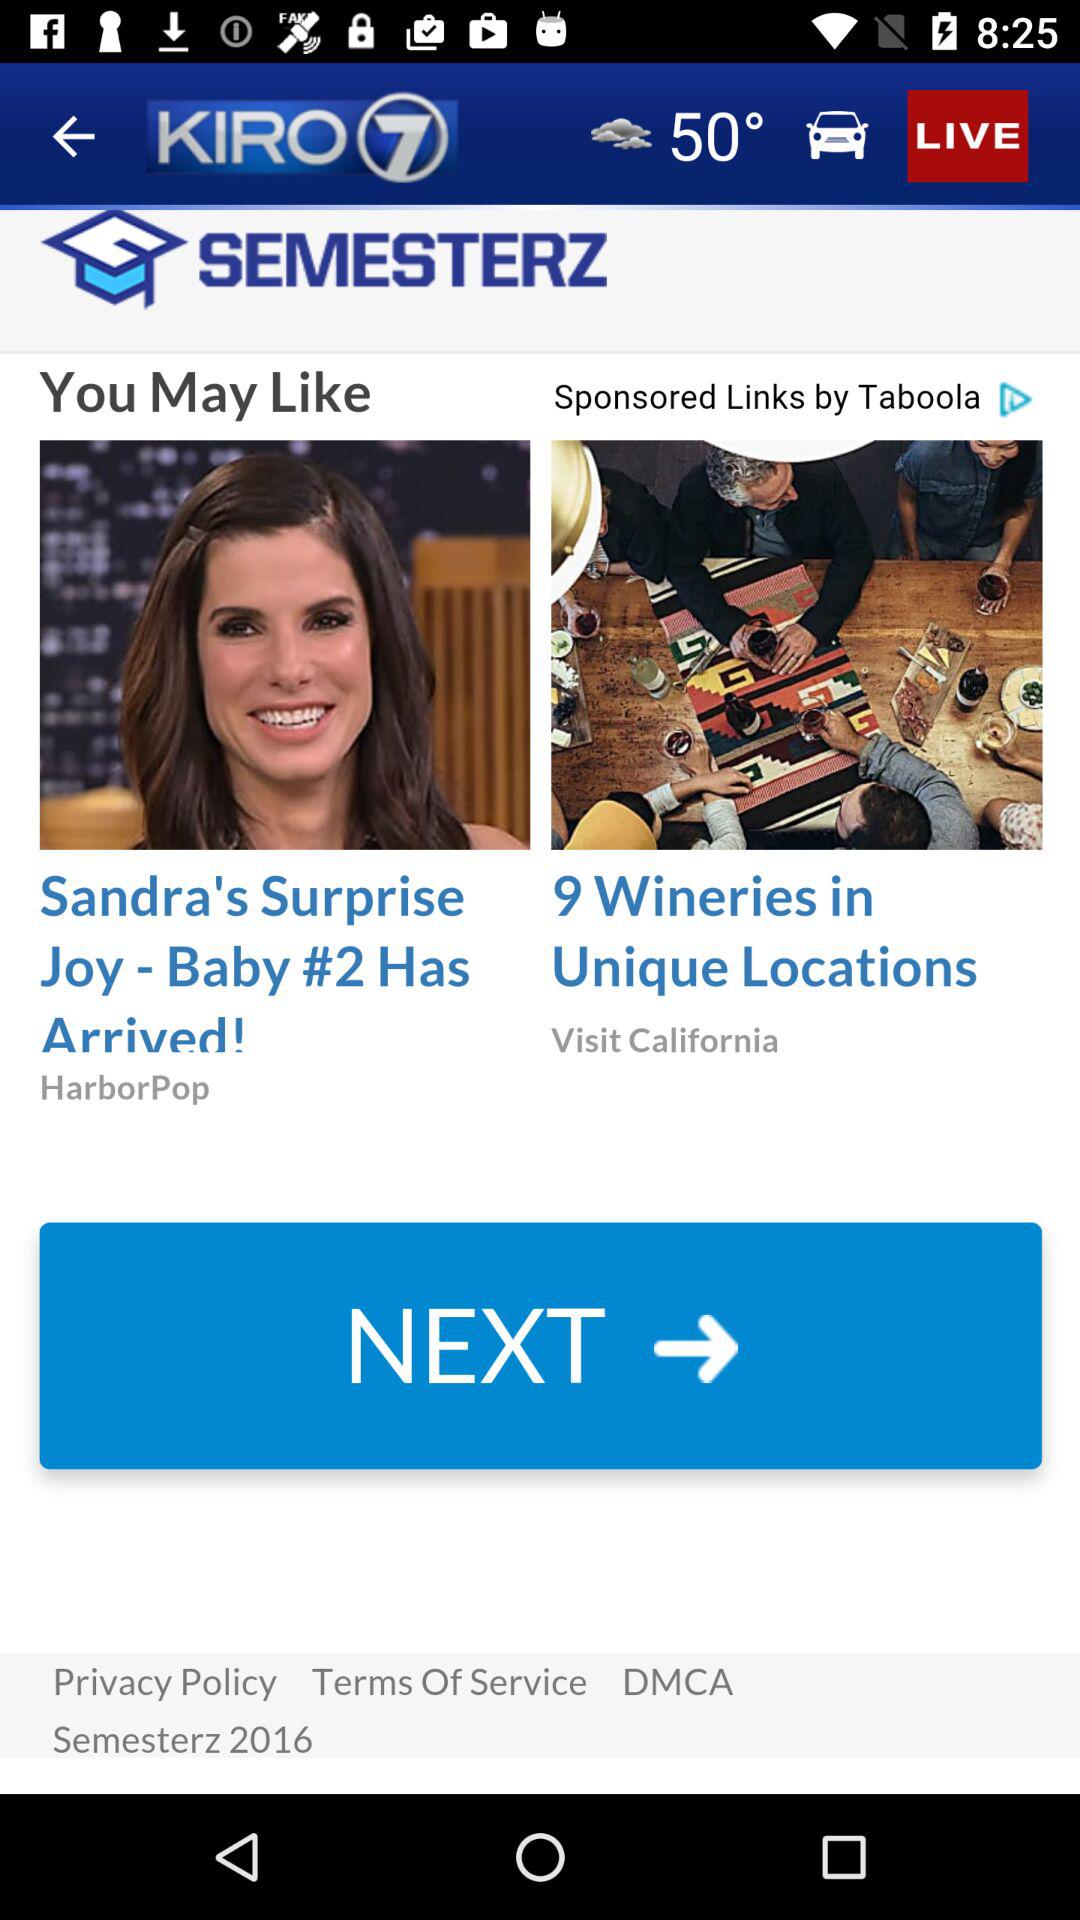 FAKE
8:25
KIRO 7
50°
LIVE
SEMESTERZ
You May Like
Sponsored Links by Taboola
Sandra's Surprise
Joy - Baby #2 Has
Arrived!
HarborPop
9 Wineries in
Unique Locations
Visit California
NEXT
Privacy Policy Terms Of Service DMCA
Semesterz 2016